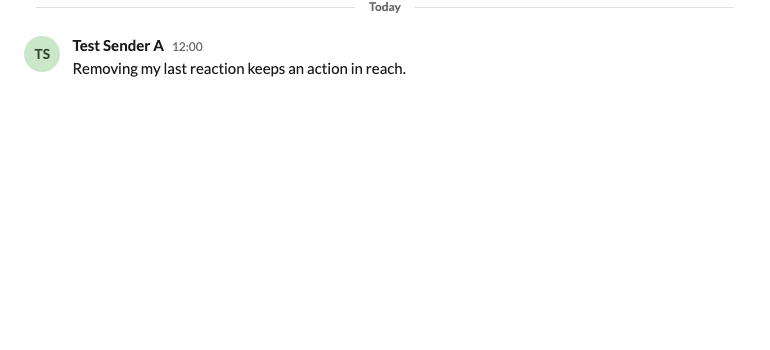 Today
TS
Test Sender A 12:00
Removing my last reaction keeps an action in reach.